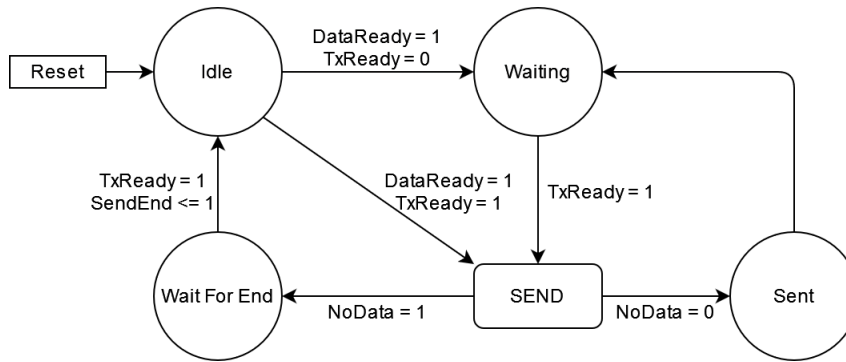 DataReady = 1
TxReady = 0
Reset
Idle
Waiting
TxReady = 1
SendEnd <= 1
DataReady = 1
TxReady = 1
TxReady = 1
Wait For End
SEND
Sent
NoData = 1
NoData = 0